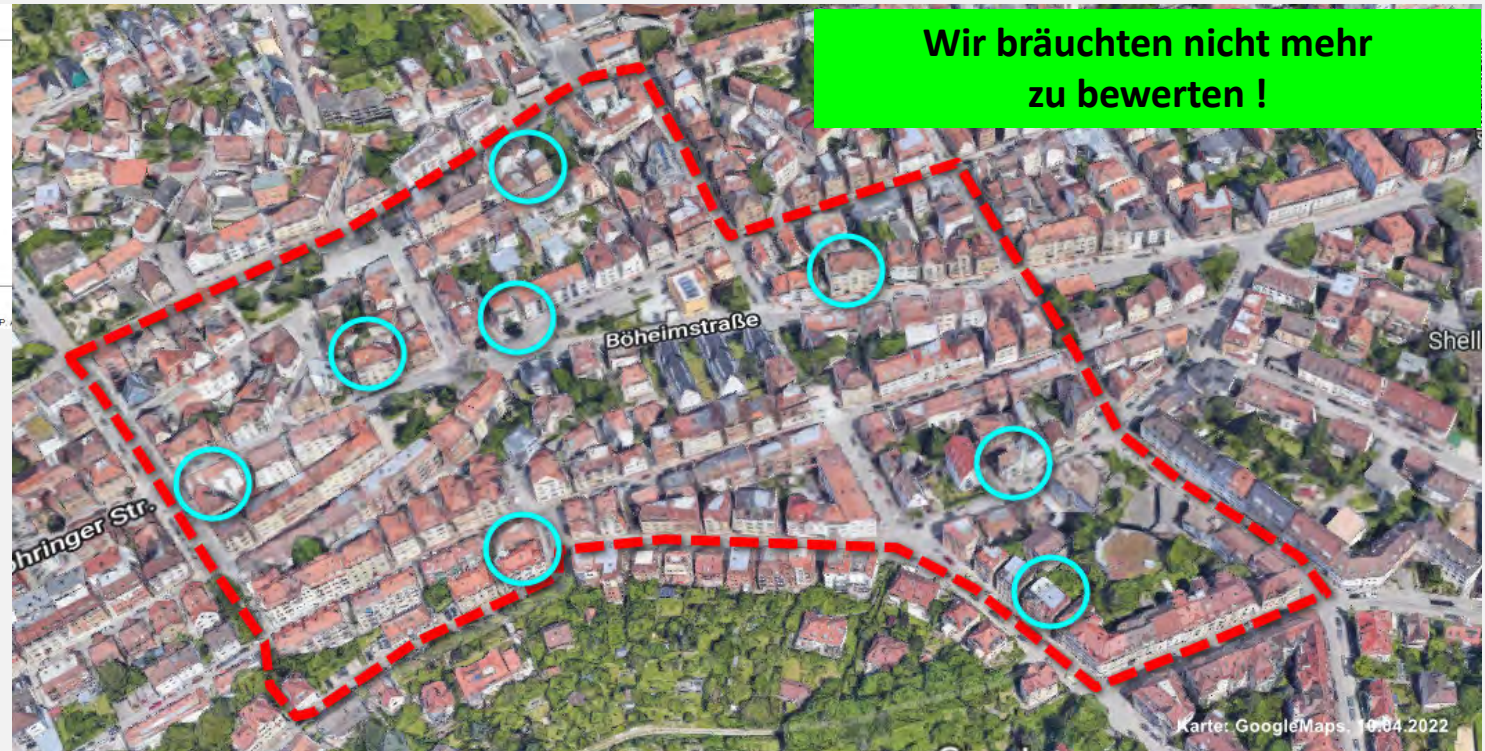 Wir bräuchten nicht mehr
zu bewerten !
Böheimstraße
Shell
hringer Str.
Karte: GoogleMaps, 10.04.2022